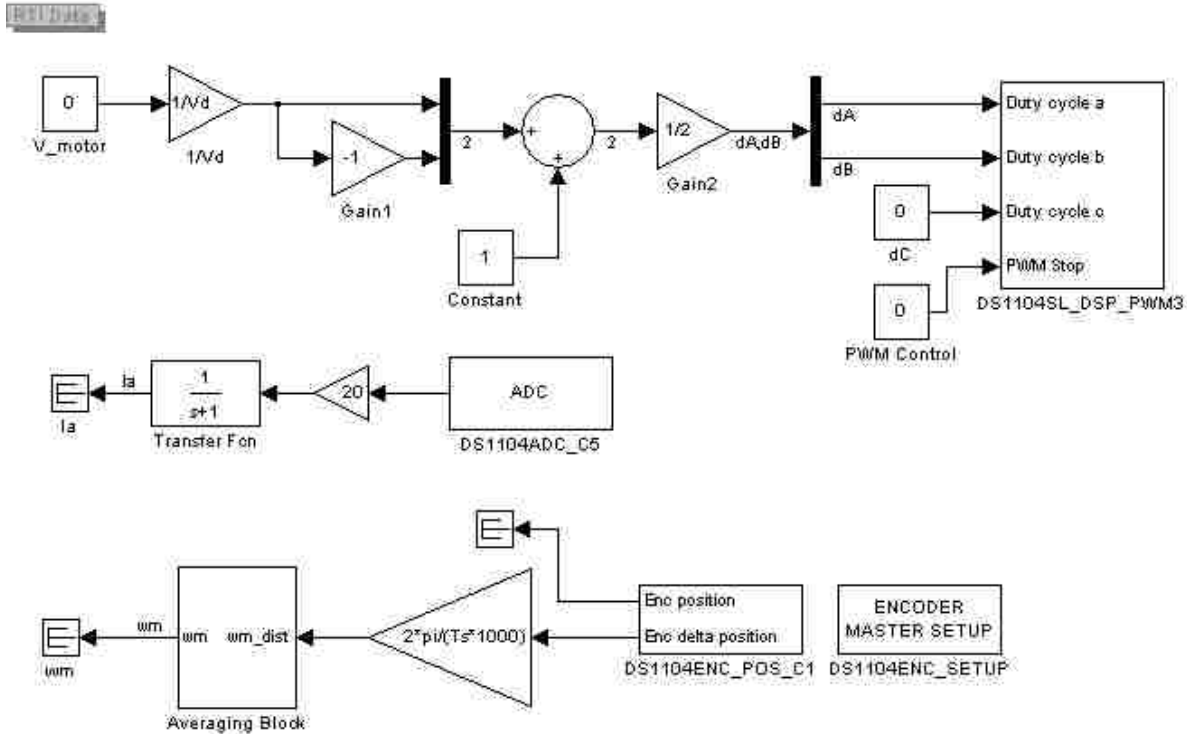 RTI Data
0
V_motor
1/Vd
1/Vd
-1
Gain1
2
+
+
1
Constant
2
1/2
Gain2
dA,dB
dA
dB
0
dC
0
PWM Control
Duty cycle a
Duty cycle b
Duty cycle c
PWM Stop
DS1104SL_DSP_PWM3
Ia
Ia
1
s+1
Transfer Fcn
20
ADC
DS1104ADC_C5
wm
wm
wm
wm_dist
Averaging Block
2*pi/(Ts*1000)
Enc position
Enc delta position
DS1104ENC_POS_C1
ENCODER
MASTER SETUP
DS1104ENC_SETUP